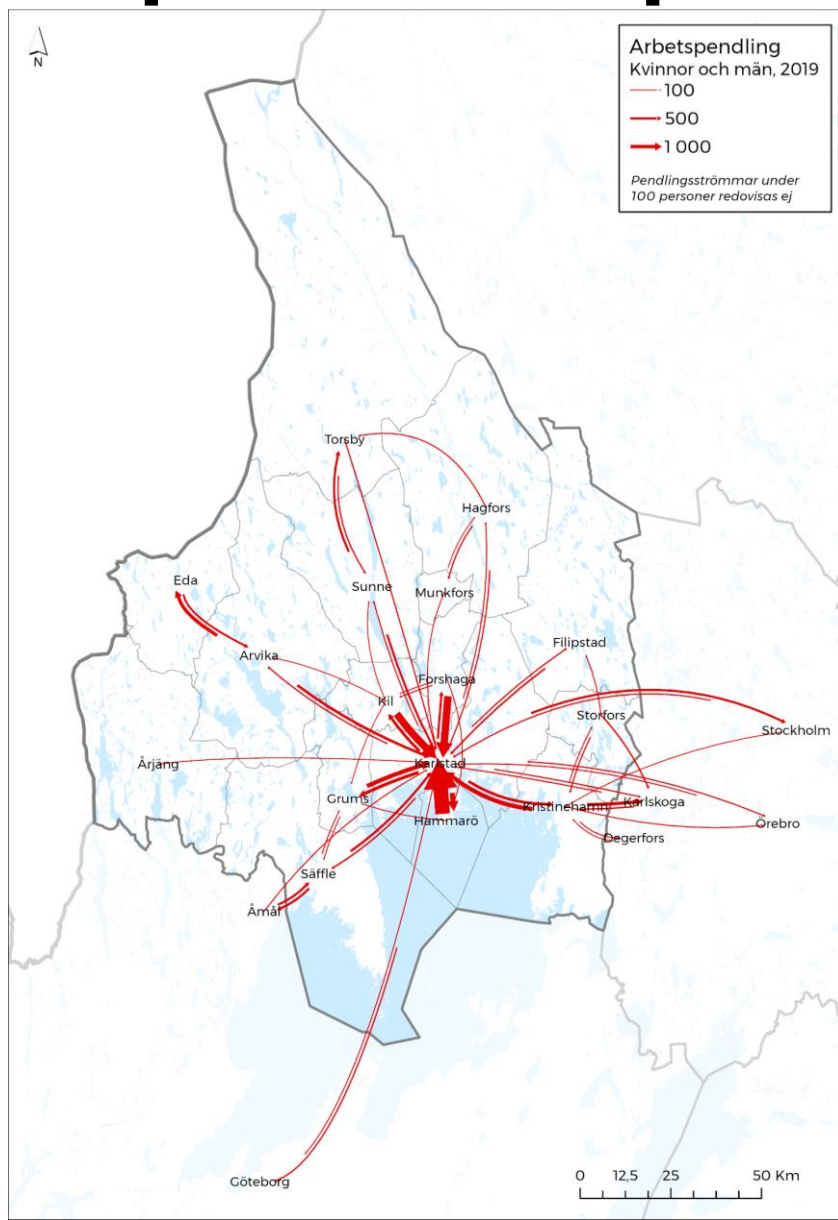 N
Arbetspendling
Kvinnor och män, 2019
100
500
1 000
Pendlingsströmmar under
100 personer redovisas ej
Torsby
Hagfors
Eda
Sunne
Munkfors
Arvika
Filipstad
Forshaga
Kil
Storfors
Stockholm
Årjäng
Karlstad
Grums
Kristinehamn
Karlskoga
Hammarö
Örebro
Degerfors
Säffle
Åmål
Göteborg
0 12,5 25 50 Km